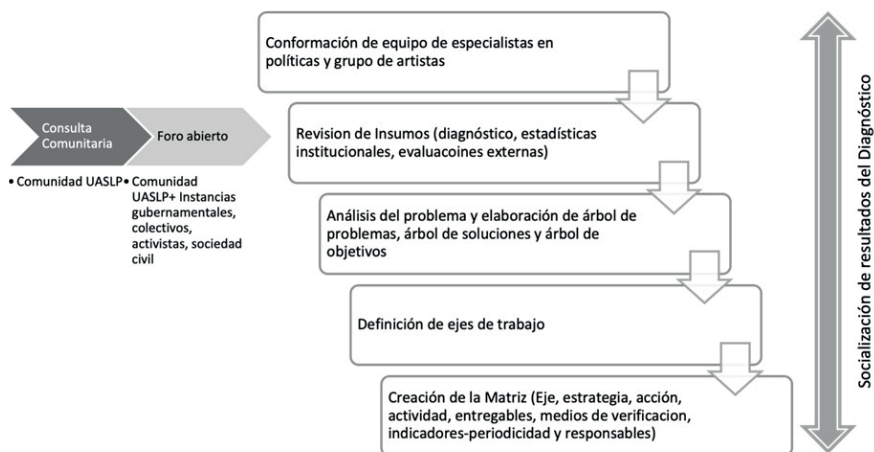 Conformación de equipo de especialistas en
políticas y grupo de artistas
Consulta
Comunitaria
Foro abierto
• Comunidad UASLP
• Comunidad
UASLP+ Instancias
gubernamentales,
colectivos,
activistas, sociedad
civil
Revision de Insumos (diagnóstico, estadísticas
institucionales, evaluacoines externas)
Análisis del problema y elaboración de árbol de
problemas, árbol de soluciones y árbol de
objetivos
Definición de ejes de trabajo
Creación de la Matriz (Eje, estrategia, acción,
actividad, entregables, medios de verificacion,
indicadores-periodicidad y responsables)
Socialización de resultados del Diagnóstico